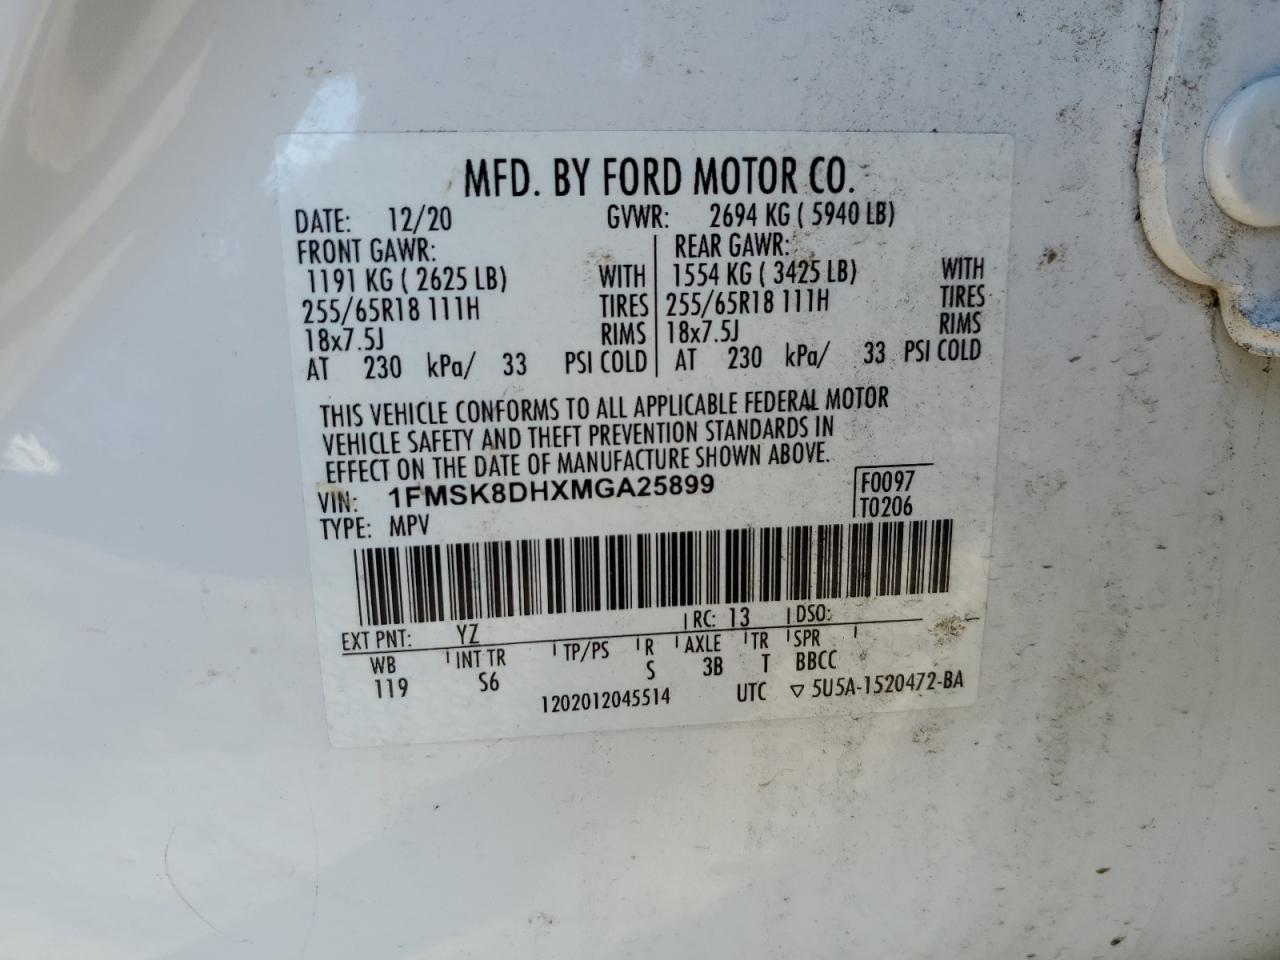 MFD. BY FORD MOTOR CO.
DATE: 12/20 GVWR: 2694 KG ( 5940 LB)
FRONT GAWR: REAR GAWR:
1191 KG ( 2625 LB) WITH 1554 KG ( 3425 LB) WITH
255/65R18 111H TIRES 255/65R18 111H TIRES
18x7.5J RIMS 18x7.5J RIMS
AT 230 kPa/ 33 PSI COLD AT 230 kPa/ 33 PSI COLD
THIS VEHICLE CONFORMS TO ALL APPLICABLE FEDERAL MOTOR
VEHICLE SAFETY AND THEFT PREVENTION STANDARDS IN
EFFECT ON THE DATE OF MANUFACTURE SHOWN ABOVE.
VIN: 1FMSK8DHXMGA25899 F0097
TYPE: MPV T0206
EXT PNT: YZ RC: 13 DSO:
WB INT TR TP/PS R AXLE TR SPR
119 S6 S 3B T BBCC
1202012045514 UTC ▽ 5U5A-1520472-BA